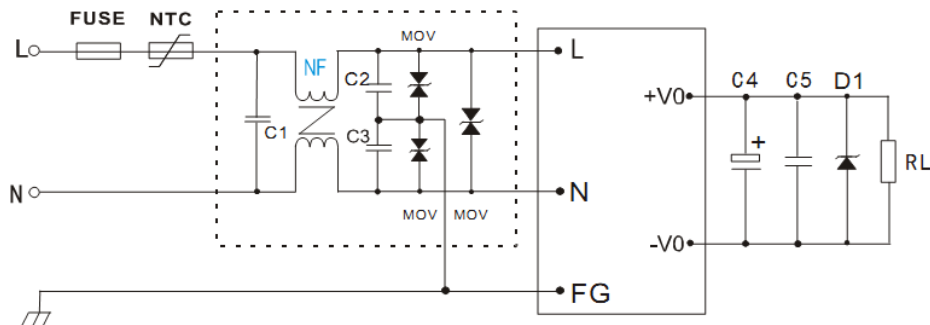 FUSE NTC
MOV
L
NF
C2
L
+V0
C4
C5
D1
+
C1
C3
RL
N
N
MOV MOV
-V0
FG